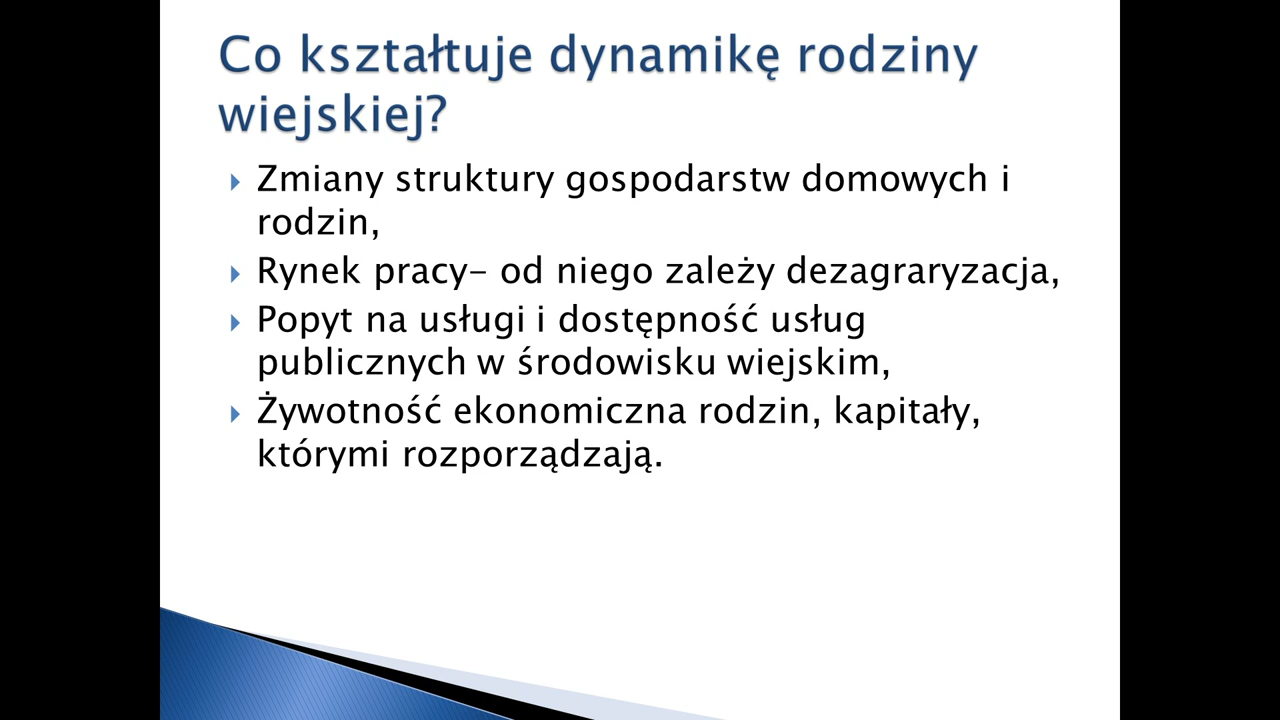 Co kształtuje dynamikę rodziny
wiejskiej?
Zmiany struktury gospodarstw domowych i
rodzin,
Rynek pracy- od niego zależy dezagraryzacja,
Popyt na usługi i dostępność usług
publicznych w środowisku wiejskim,
Żywotność ekonomiczna rodzin, kapitały,
którymi rozporządzają.